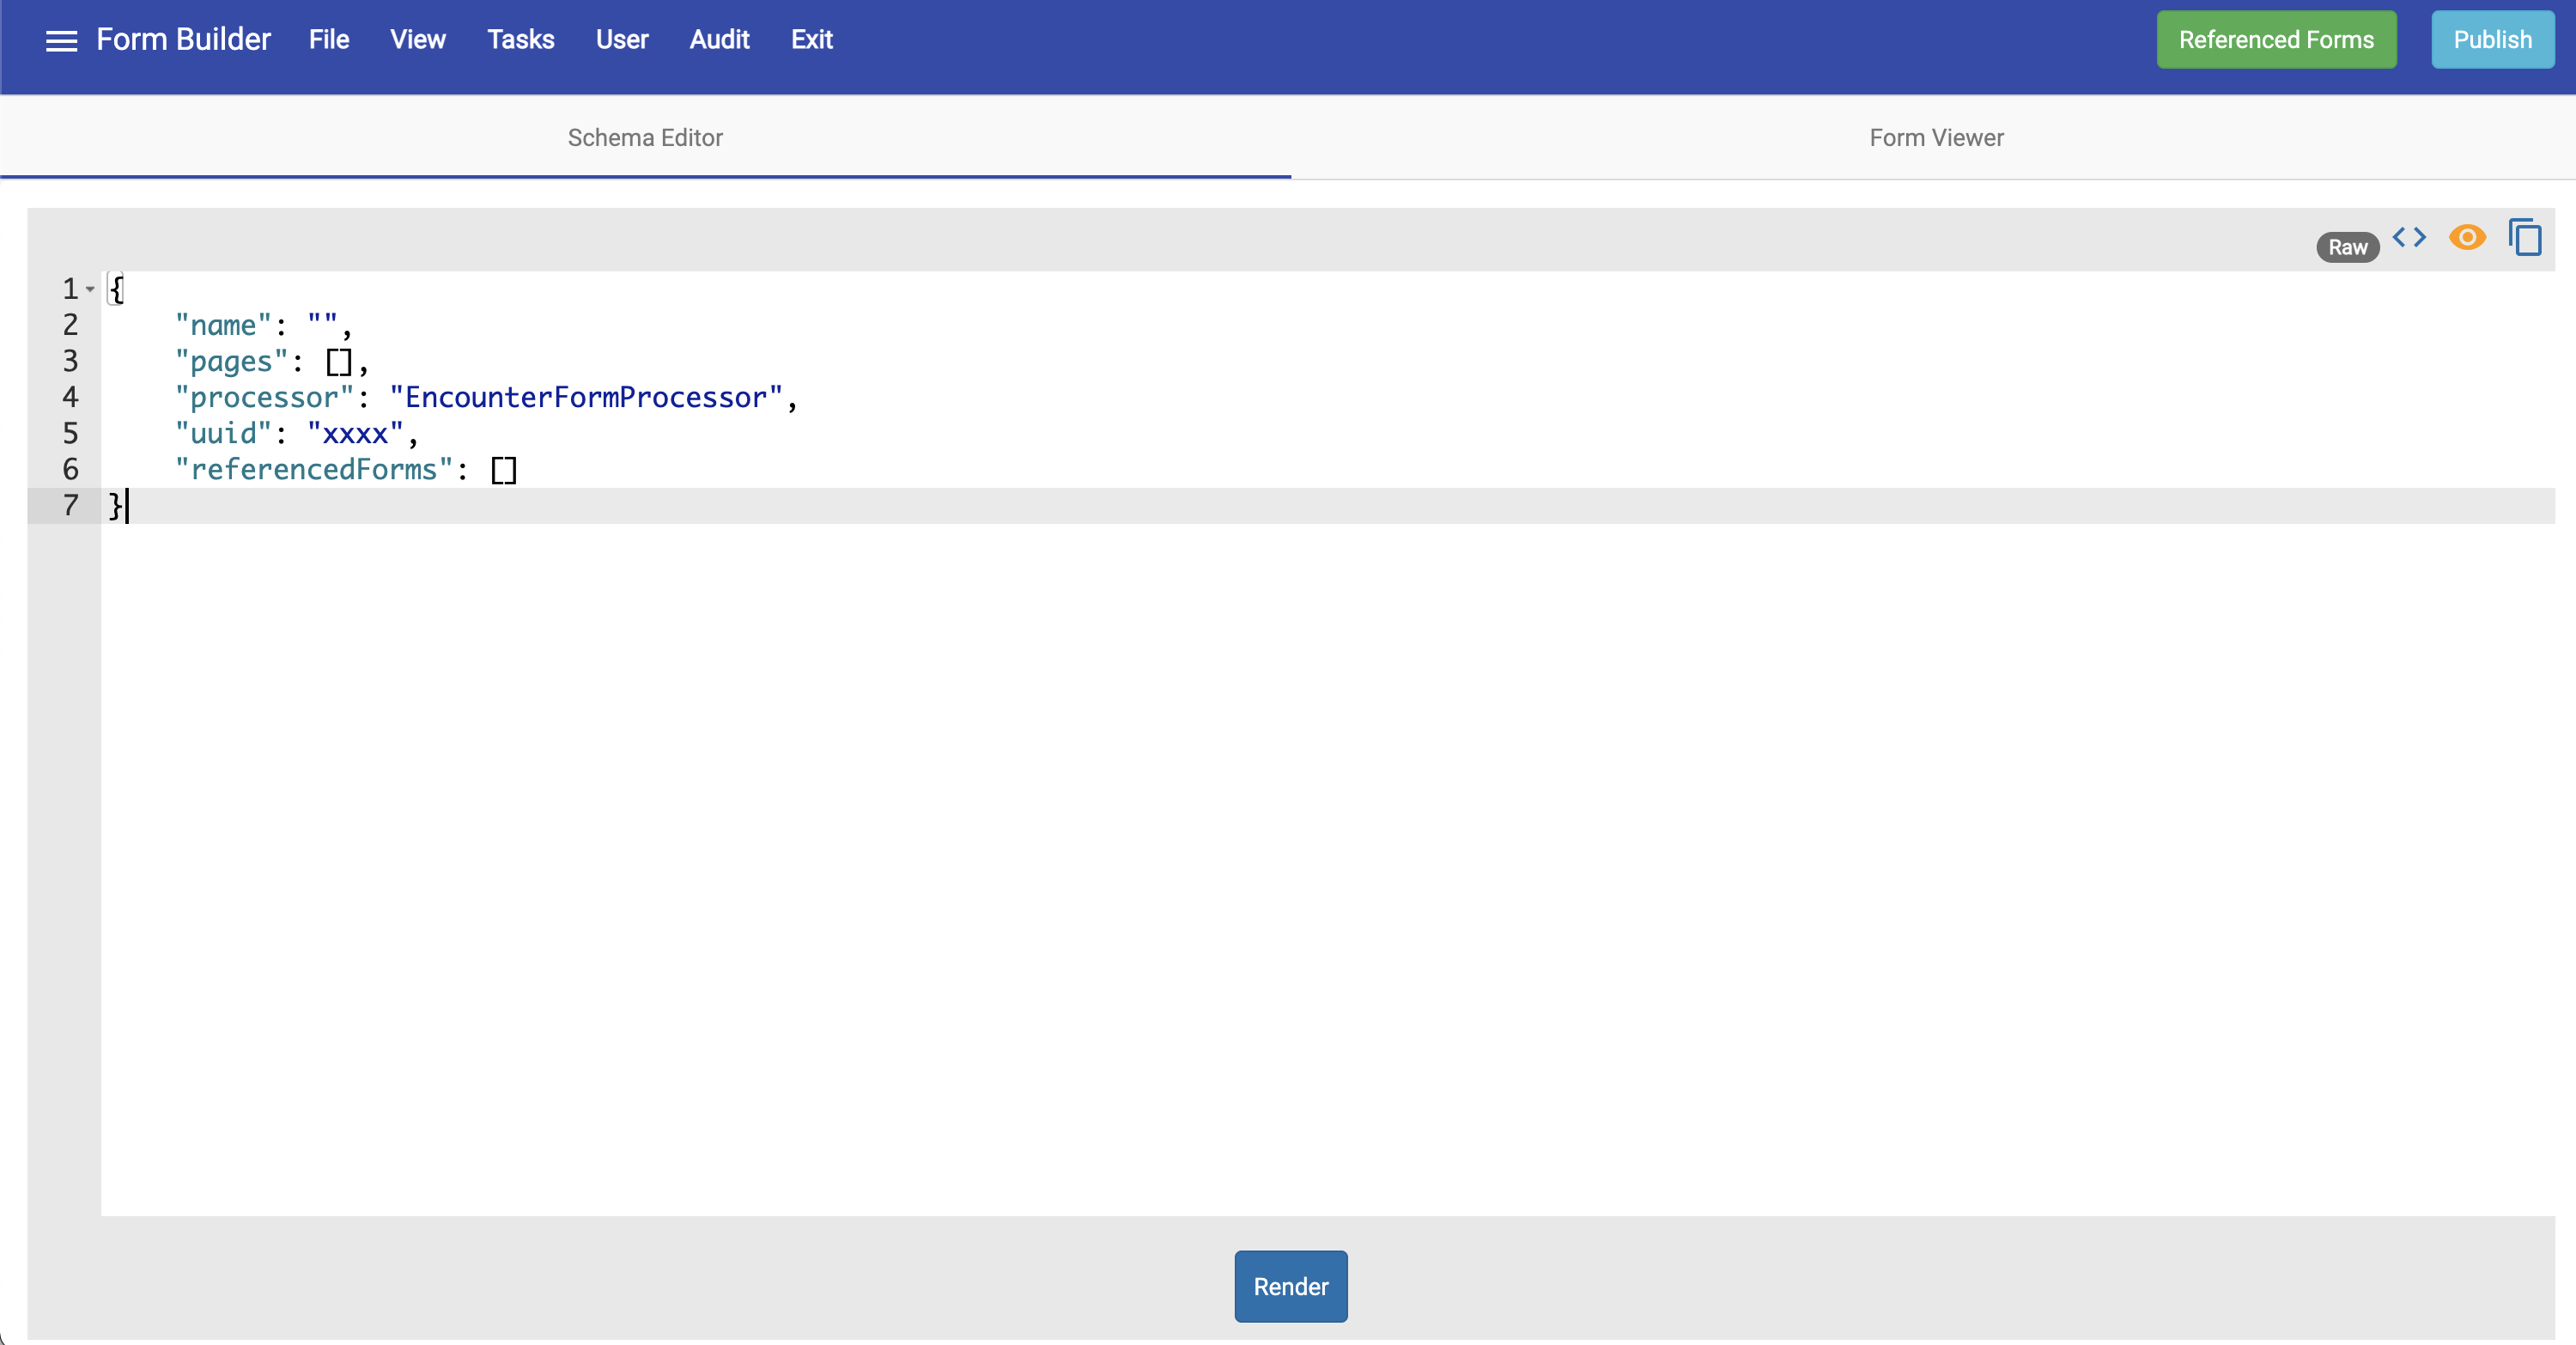 Form Builder File View Tasks User Audit Exit Referenced Forms Publish
Schema Editor Form Viewer
Raw
1 {
2 "name": "",
3 "pages": [],
4 "processor": "EncounterFormProcessor",
5 "uuid": "xxxx",
6 "referencedForms": []
7 }
Render